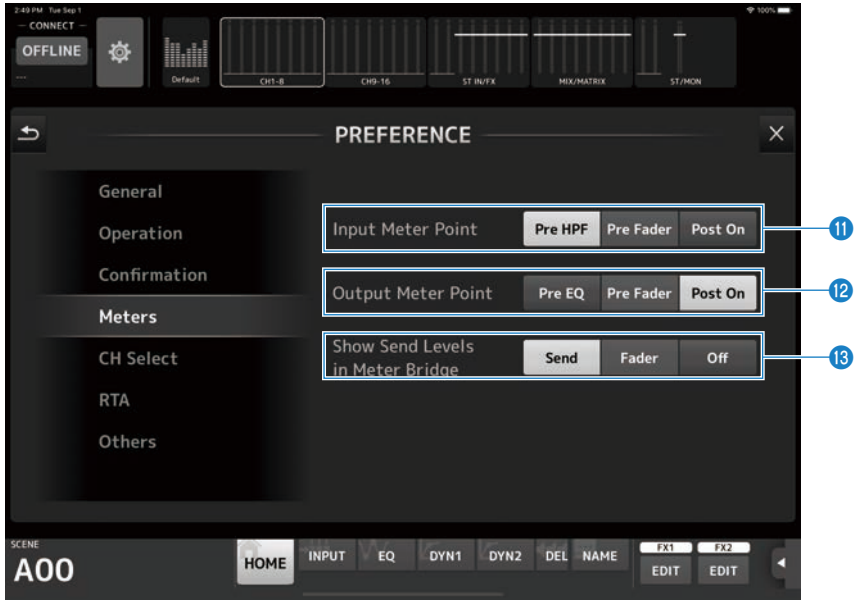 2:49 PM Tue Sep 1
100%
CONNECT
OFFLINE
---
Default
CH1-8
CH9-16
ST IN/FX
MIX/MATRIX
ST/MON
PREFERENCE
General
Operation
Confirmation
Meters
CH Select
RTA
Others
Input Meter Point
Pre HPF
Pre Fader
Post On
11
Output Meter Point
Pre EQ
Pre Fader
Post On
12
Show Send Levels
in Meter Bridge
Send
Fader
Off
13
SCENE
A00
HOME
INPUT
EQ
DYN1
DYN2
DEL
NAME
FX1
EDIT
FX2
EDIT